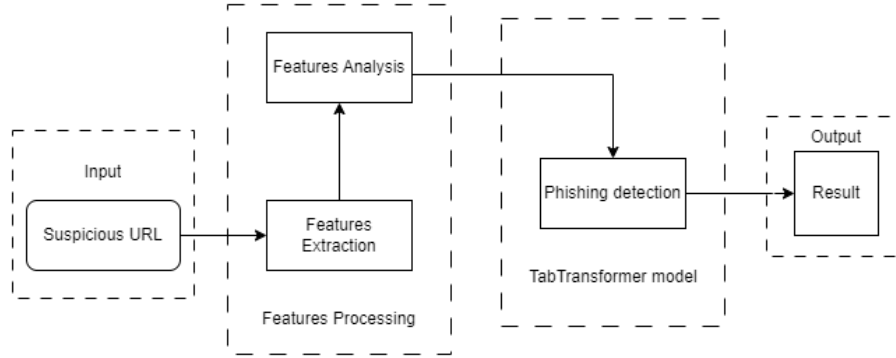 Input
Suspicious URL
Features Analysis
Features
Extraction
Features Processing
Phishing detection
TabTransformer model
Output
Result